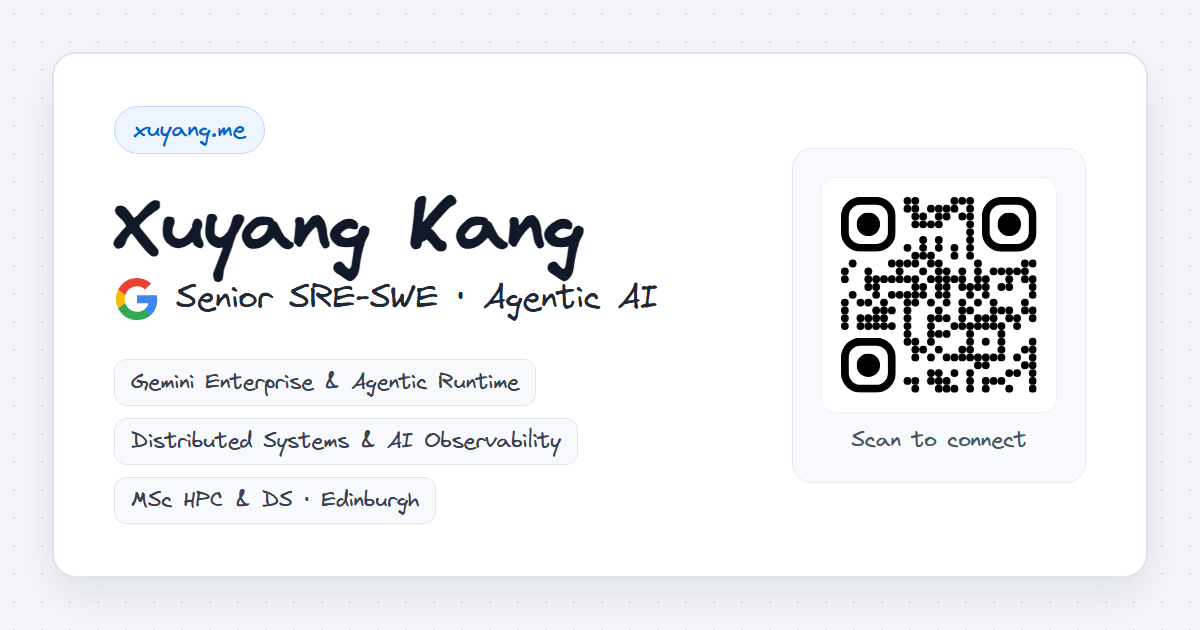 xuyang.me
Xuyang Kang
Senior SRE-SWE · Agentic AI
Gemini Enterprise & Agentic Runtime
Distributed Systems & AI Observability
MSc HPC & DS · Edinburgh
Scan to connect